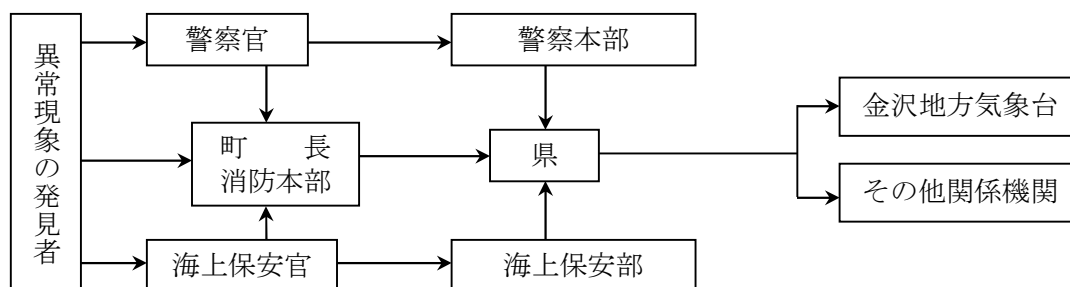 異常現象の発見者
警察官
警察本部
町　　長
消防本部
県
金沢地方気象台
その他関係機関
海上保安官
海上保安部